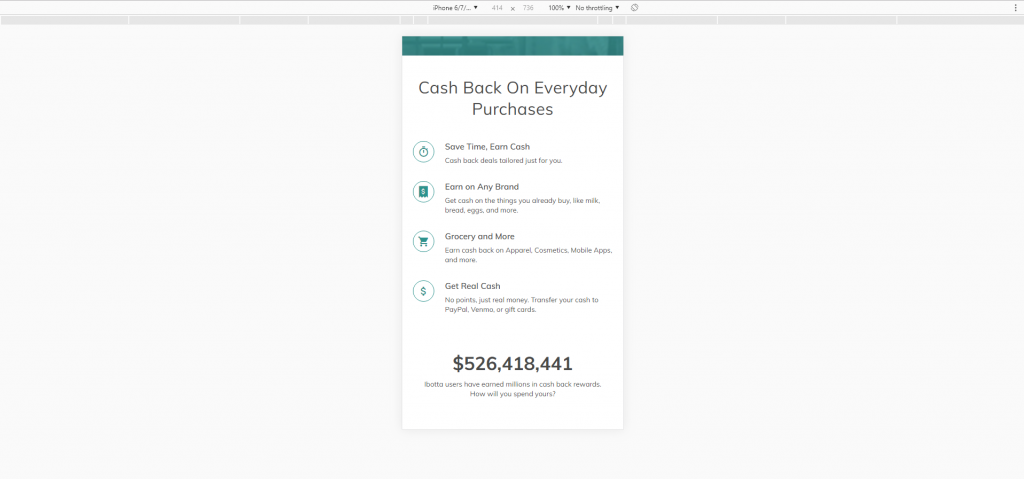 iPhone 6/7/... ▼ 414 × 736 100% ▼ No throttling ▼
Cash Back On Everyday
Purchases
Save Time, Earn Cash
Cash back deals tailored just for you.
Earn on Any Brand
Get cash on the things you already buy, like milk,
bread, eggs, and more.
Grocery and More
Earn cash back on Apparel, Cosmetics, Mobile Apps,
and more.
Get Real Cash
No points, just real money. Transfer your cash to
PayPal, Venmo, or gift cards.
$526,418,441
Ibotta users have earned millions in cash back rewards.
How will you spend yours?